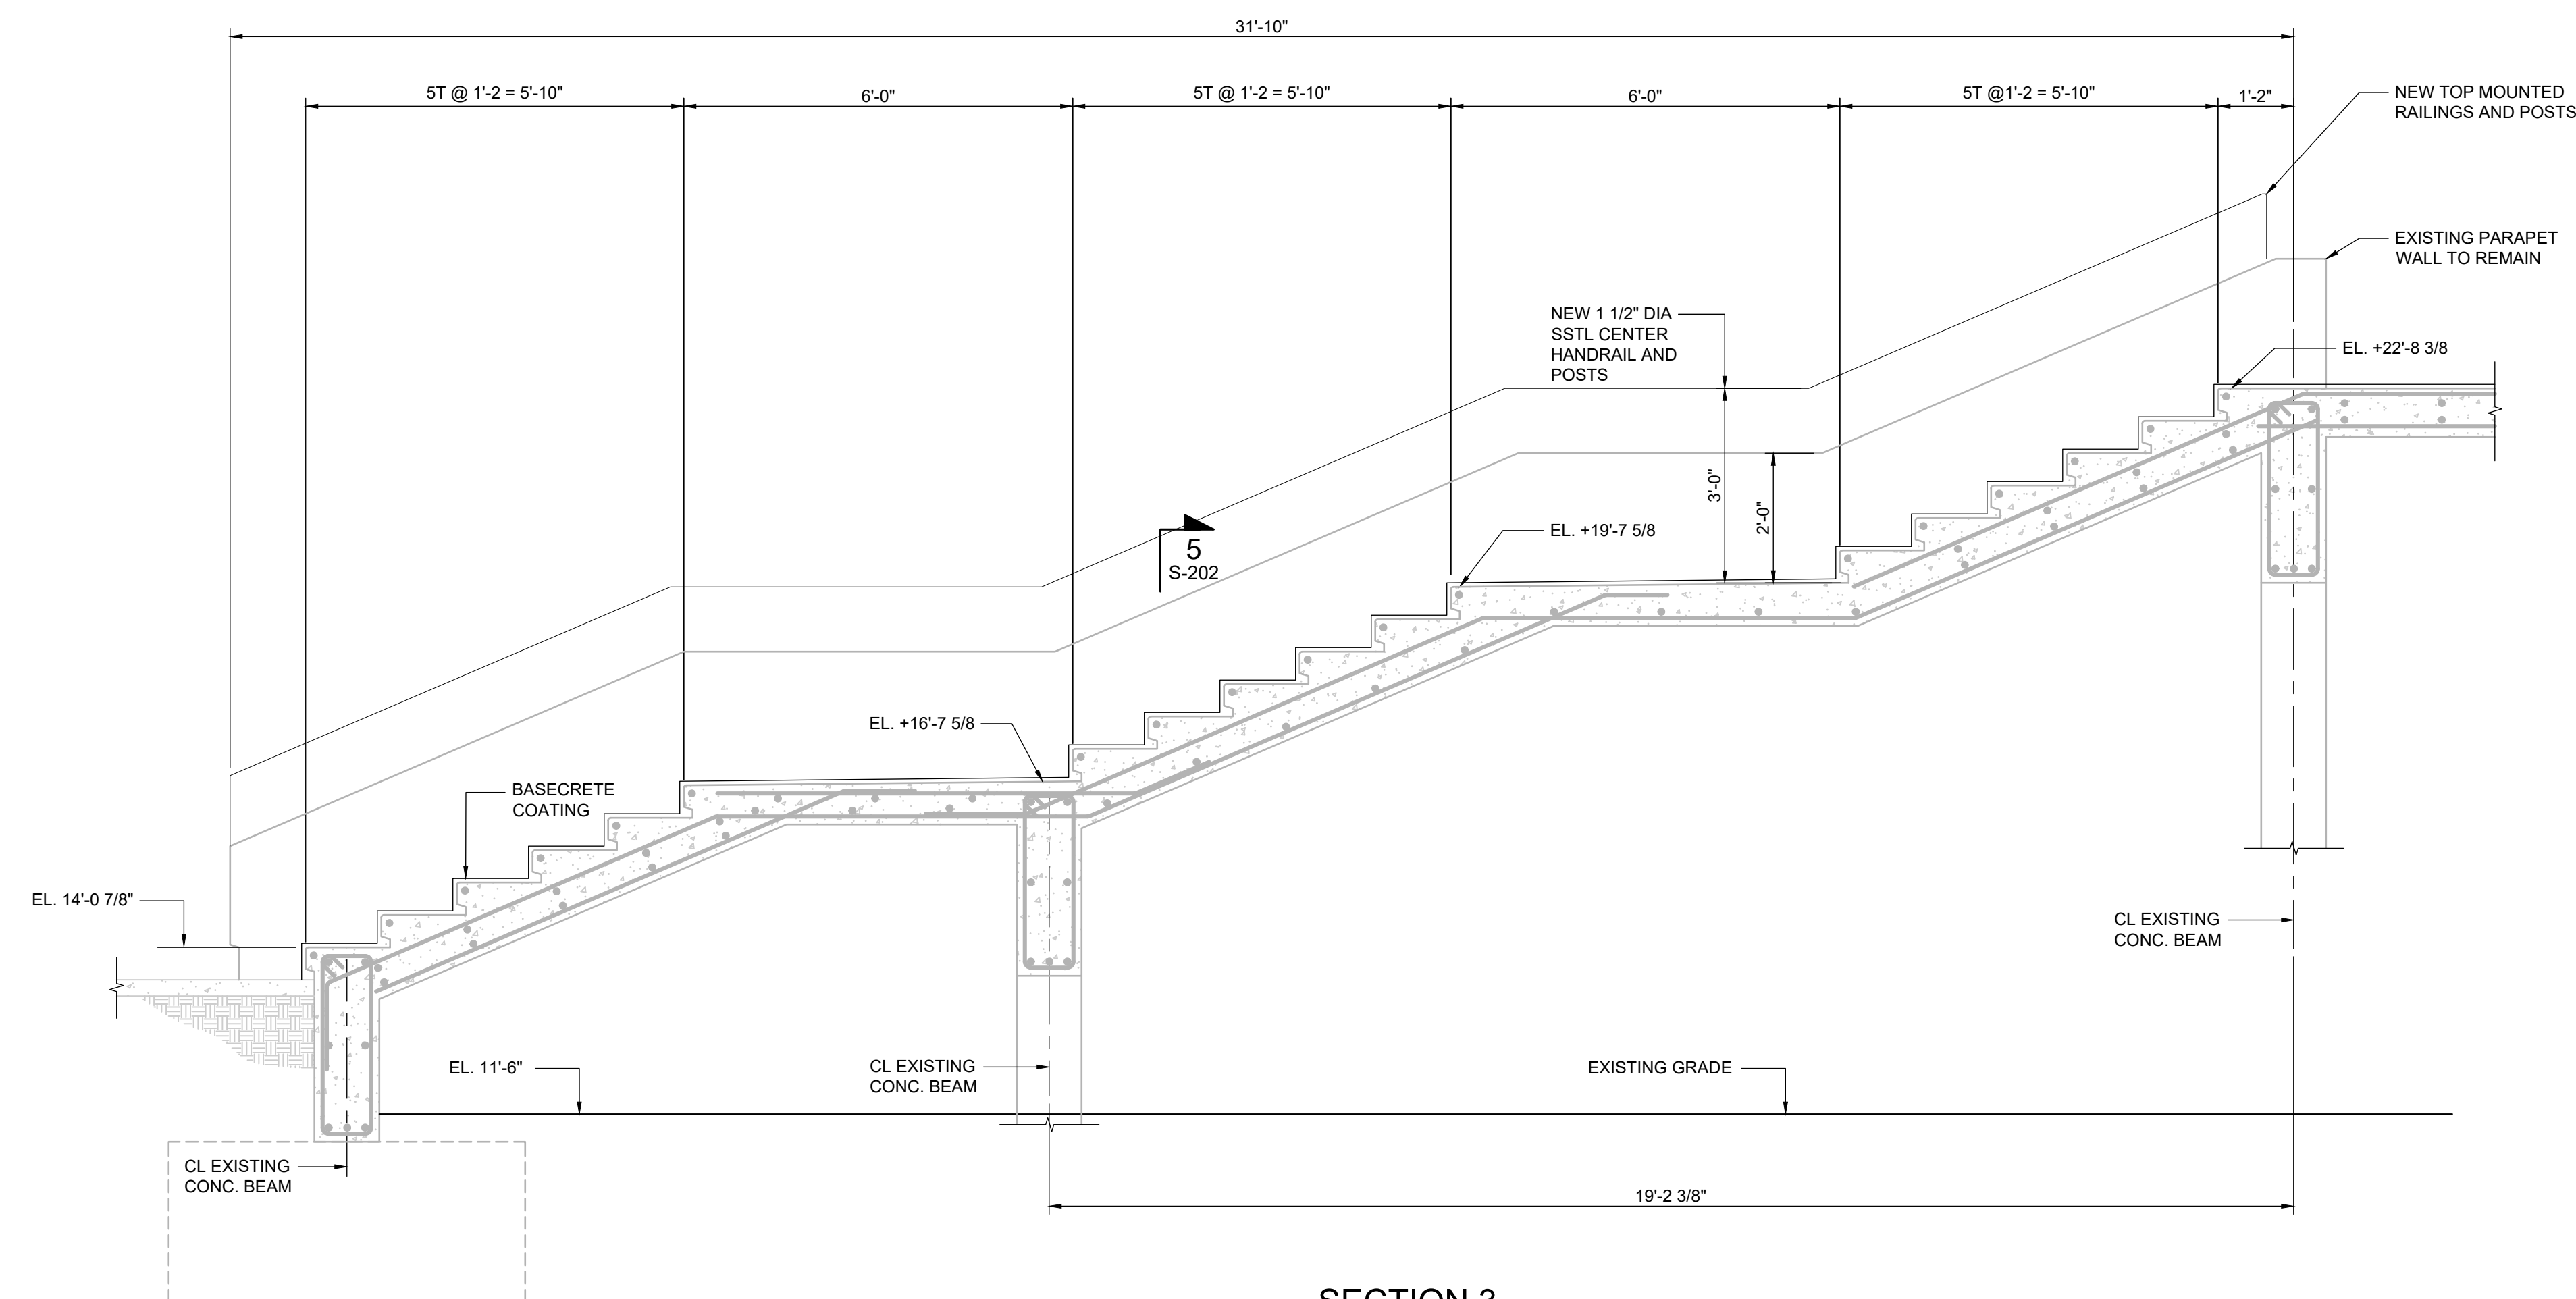 31'-10"
5T @ 1'-2 = 5'-10"
6'-0"
5T @ 1'-2 = 5'-10"
6'-0"
5T @1'-2 = 5'-10"
1'-2"
NEW TOP MOUNTED
RAILINGS AND POSTS
EXISTING PARAPET
WALL TO REMAIN
NEW 1 1/2" DIA
SSTL CENTER
HANDRAIL AND
POSTS
EL. +22'-8 3/8
3'-0"
2'-0"
5
S-202
EL. +19'-7 5/8
EL. +16'-7 5/8
BASECRETE
COATING
EL. 14'-0 7/8"
CL EXISTING
CONC. BEAM
EL. 11'-6"
CL EXISTING
CONC. BEAM
EXISTING GRADE
CL EXISTING
CONC. BEAM
19'-2 3/8"
SECTION 3